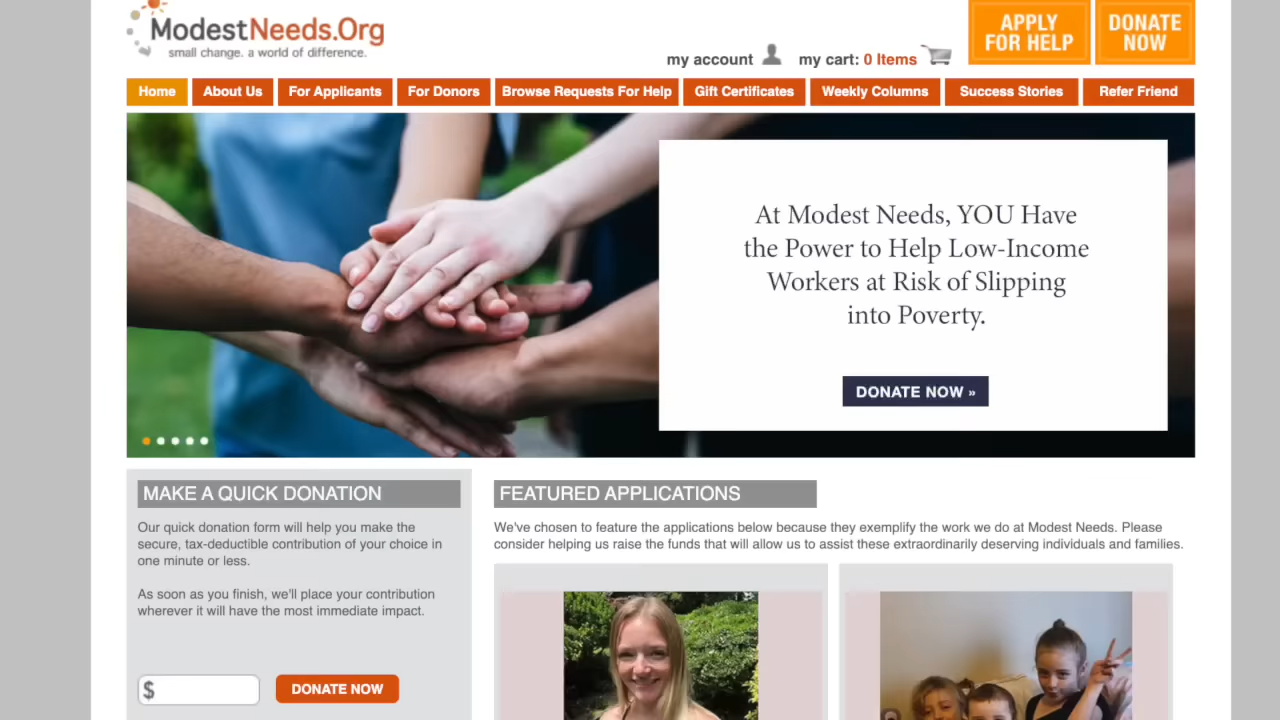 ModestNeeds.Org
small change. a world of difference.
my account
my cart: 0 Items
APPLY
FOR HELP
DONATE
NOW
Home
About Us
For Applicants
For Donors
Browse Requests For Help
Gift Certificates
Weekly Columns
Success Stories
Refer Friend
At Modest Needs, YOU Have
the Power to Help Low-Income
Workers at Risk of Slipping
into Poverty.
DONATE NOW »
MAKE A QUICK DONATION
Our quick donation form will help you make the
secure, tax-deductible contribution of your choice in
one minute or less.
As soon as you finish, we'll place your contribution
wherever it will have the most immediate impact.
$
DONATE NOW
FEATURED APPLICATIONS
We've chosen to feature the applications below because they exemplify the work we do at Modest Needs. Please
consider helping us raise the funds that will allow us to assist these extraordinarily deserving individuals and families.